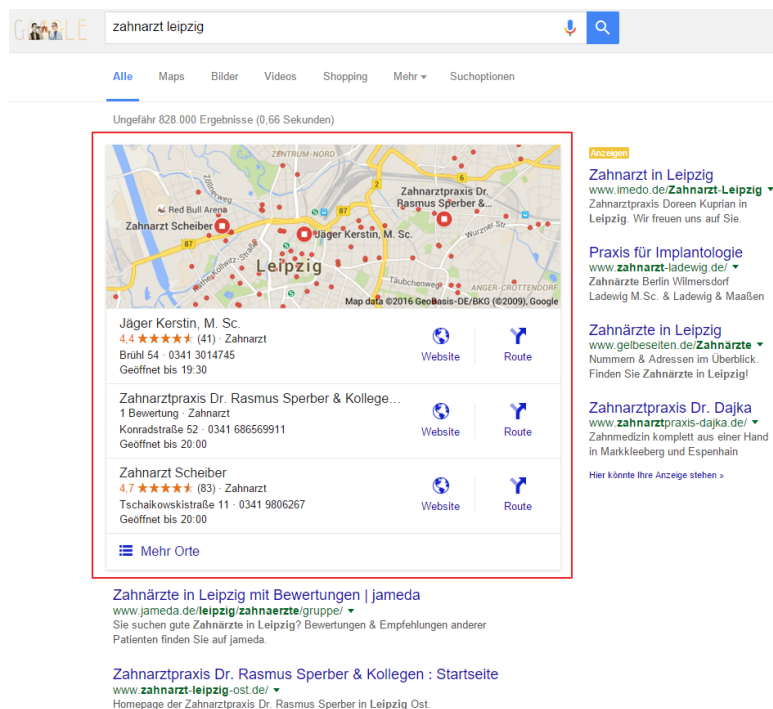 zahnarzt leipzig
Alle Maps Bilder Videos Shopping Mehr Suchoptionen
Ungefähr 828.000 Ergebnisse (0,66 Sekunden)
ZENTRUM-NORD
Zöllnerweg
2
6
Red Bull Arena
87
Zahnarztpraxis Dr.
Rasmus Sperber &...
Zahnarzt Scheiber
Jäger Kerstin, M. Sc.
Wurzner Str
87
Leipzig
Täubchenweg
ANGER-CROTTENDORF
Map data ©2016 GeoBasis-DE/BKG (©2009), Google
Jäger Kerstin, M. Sc.
4,4 ★★★★★ (41) · Zahnarzt
Brühl 54 · 0341 3014745
Geöffnet bis 19:30
Website Route
Zahnarztpraxis Dr. Rasmus Sperber & Kollege...
1 Bewertung · Zahnarzt
Konradstraße 52 · 0341 686569911
Geöffnet bis 20:00
Website Route
Zahnarzt Scheiber
4,7 ★★★★★ (83) · Zahnarzt
Tschaikowskistraße 11 · 0341 9806267
Geöffnet bis 20:00
Website Route
Mehr Orte
Zahnärzte in Leipzig mit Bewertungen | jameda
www.jameda.de/leipzig/zahnaerzte/gruppe/
Sie suchen gute Zahnärzte in Leipzig? Bewertungen & Empfehlungen anderer
Patienten finden Sie auf jameda.
Zahnarztpraxis Dr. Rasmus Sperber & Kollegen : Startseite
www.zahnarzt-leipzig-ost.de/
Homepage der Zahnarztpraxis Dr. Rasmus Sperber in Leipzig Ost.
Anzeigen
Zahnarzt in Leipzig
www.imedo.de/Zahnarzt-Leipzig
Zahnarztpraxis Doreen Kuprian in
Leipzig. Wir freuen uns auf Sie.
Praxis für Implantologie
www.zahnarzt-ladewig.de/
Zahnärzte Berlin Wilmersdorf
Ladewig M.Sc. & Ladewig & Maaßen
Zahnärzte in Leipzig
www.gelbeseiten.de/Zahnärzte
Nummern & Adressen im Überblick.
Finden Sie Zahnärzte in Leipzig!
Zahnarztpraxis Dr. Dajka
www.zahnarztpraxis-dajka.de/
Zahnmedizin komplett aus einer Hand
in Markkleeberg und Espenhain
Hier könnte Ihre Anzeige stehen »